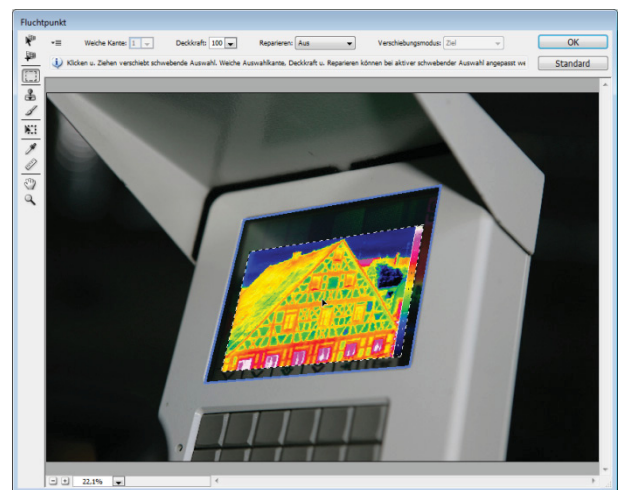 Fluchtpunkt
Weiche Kante: 1 Deckkraft: 100 Reparieren: Aus Verschiebungsmodus: Ziel OK
Klicken u. Ziehen verschiebt schwebende Auswahl. Weiche Auswahlkante, Deckkraft u. Reparieren können bei aktiver schwebender Auswahl angepasst we Standard
22,1%